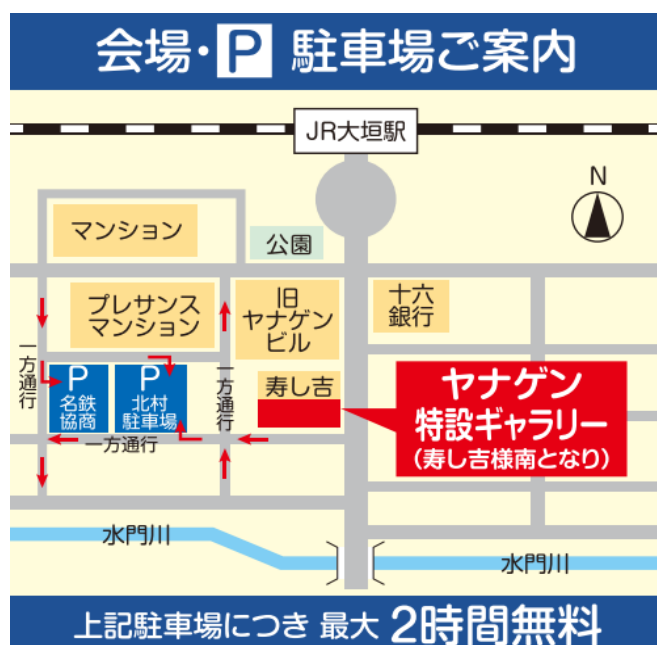 会場・P 駐車場ご案内
JR大垣駅
N
マンション
公園
プレサンス
マンション
旧
ヤナゲン
ビル
十六
銀行
一方通行
P
名鉄
協商
P
北村
駐車場
一方通行
寿し吉
ヤナゲン
特設ギャラリー
(寿し吉様南となり)
一方通行
水門川
水門川
上記駐車場につき 最大 2時間無料